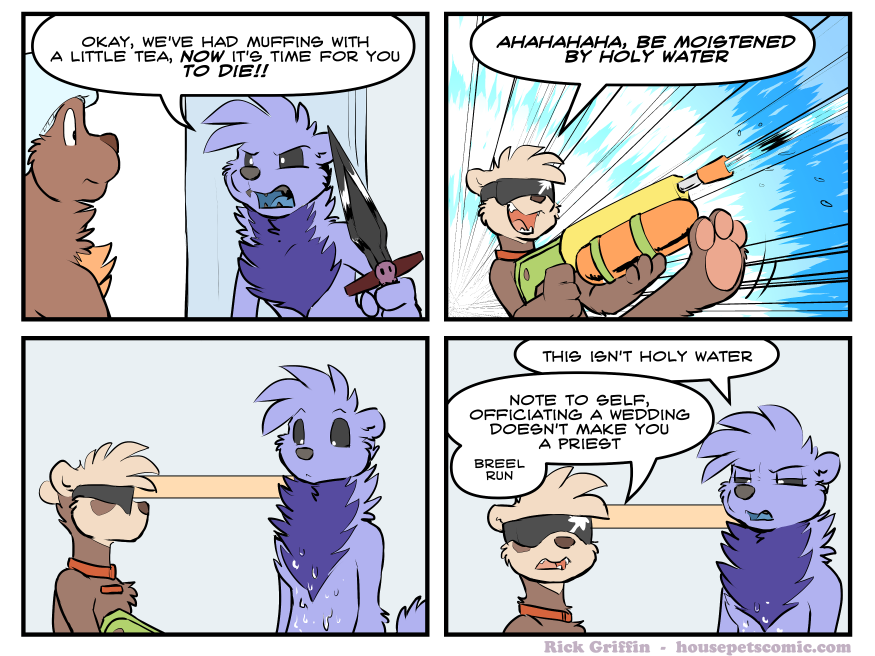 OKAY, WE'VE HAD MUFFINS WITH
A LITTLE TEA, NOW IT'S TIME FOR YOU
TO DIE!!
AHAHAHAHA, BE MOISTENED
BY HOLY WATER
THIS ISN'T HOLY WATER
NOTE TO SELF,
OFFICIATING A WEDDING
DOESN'T MAKE YOU
A PRIEST
BREEL
RUN
Rick Griffin - housepetscomic.com